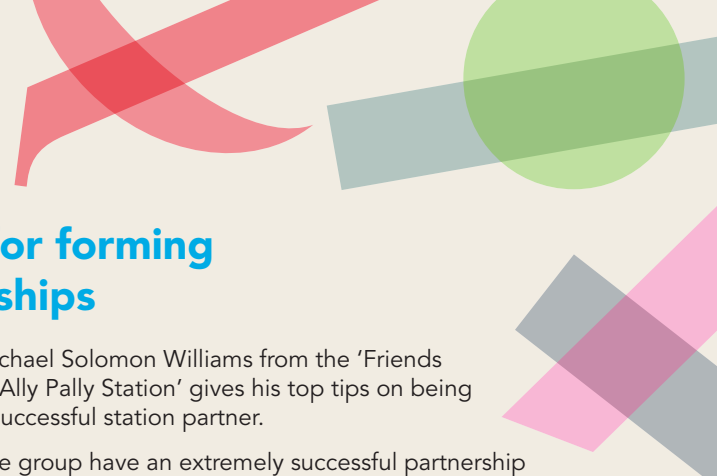 or forming
ships
chael Solomon Williams from the ‘Friends
Ally Pally Station’ gives his top tips on being
uccessful station partner.
e group have an extremely successful partnership